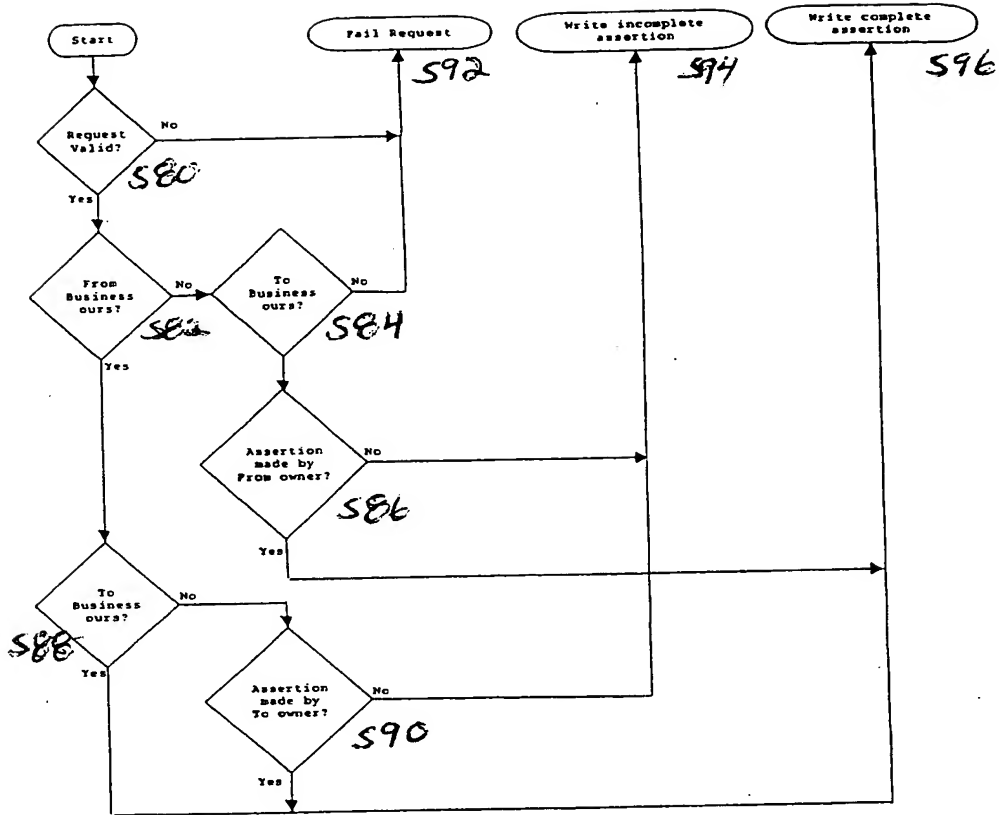 Start
Fail Request
Write incomplete
assertion
Write complete
assertion
592
594
596
Request
Valid?
No
580
Yes
From
Business
ours?
No
582
To
Business
ours?
No
584
Yes
Assertion
made by
From owner?
No
586
Yes
To
Business
ours?
No
588
Yes
Assertion
made by
To owner?
No
590
Yes